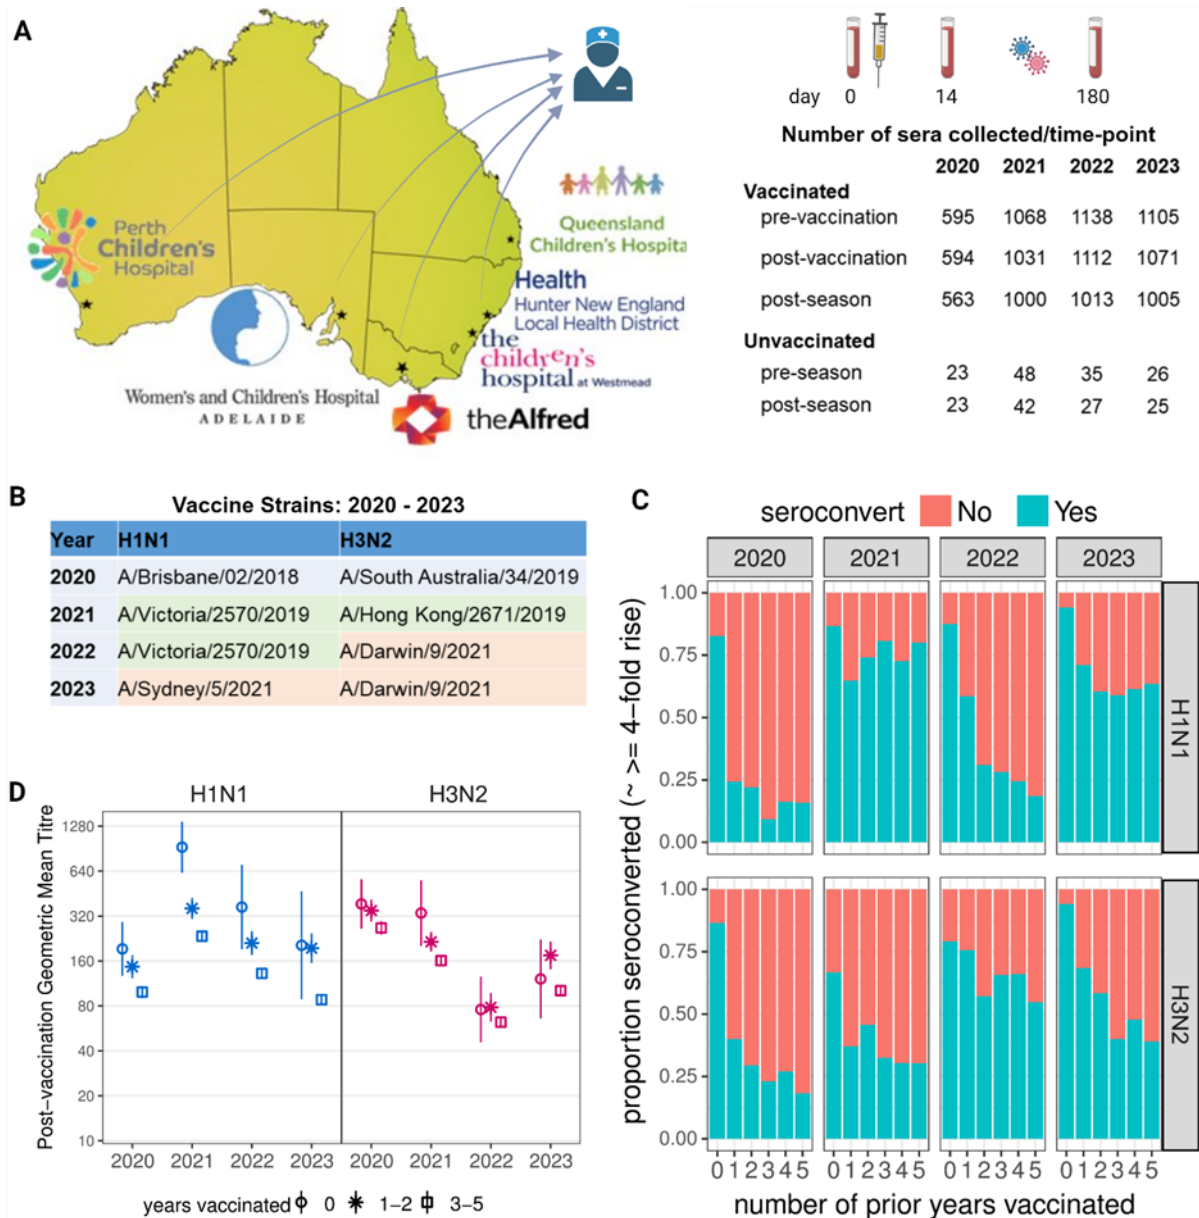 A
Perth
Children's
Hospital
Women's and Children's Hospital
ADELAIDE
Queensland
Children's Hospita
Health
Hunter New England
Local Health District
the
children's
hospital at Westmead
theAlfred
day 0 14 180
Number of sera collected/time-point
2020 2021 2022 2023
Vaccinated
pre-vaccination 595 1068 1138 1105
post-vaccination 594 1031 1112 1071
post-season 563 1000 1013 1005
Unvaccinated
pre-season 23 48 35 26
post-season 23 42 27 25
B
Vaccine Strains: 2020 - 2023
Year H1N1 H3N2
2020 A/Brisbane/02/2018 A/South Australia/34/2019
2021 A/Victoria/2570/2019 A/Hong Kong/2671/2019
2022 A/Victoria/2570/2019 A/Darwin/9/2021
2023 A/Sydney/5/2021 A/Darwin/9/2021
C
seroconvert No Yes
2020 2021 2022 2023
1.00
0.75
0.50
0.25
0.00
H1N1
1.00
0.75
0.50
0.25
0.00
H3N2
proportion seroconverted (~ >= 4–fold rise)
0 1 2 3 4 5 0 1 2 3 4 5 0 1 2 3 4 5 0 1 2 3 4 5
number of prior years vaccinated
D
H1N1 H3N2
Post–vaccination Geometric Mean Titre
1280
640
320
160
80
40
20
10
2020 2021 2022 2023 2020 2021 2022 2023
years vaccinated 0 1–2 3–5